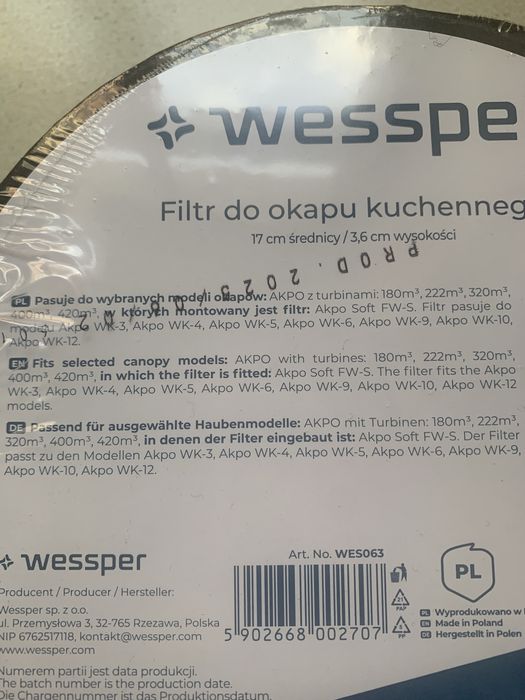 wesspe
Filtr do okapu kuchenneg
17 cm średnicy / 3,6 cm wysokości
PROD. 2025/08/0
PL Pasuje do wybranych modeli okapów: AKPO z turbinami: 180m³, 222m³, 320m³,
400m³, 420m³, w których montowany jest filtr: Akpo Soft FW-S. Filtr pasuje do
modelu Akpo WK-3, Akpo WK-4, Akpo WK-5, Akpo WK-6, Akpo WK-9, Akpo WK-10,
Akpo WK-12.
EN Fits selected canopy models: AKPO with turbines: 180m³, 222m³, 320m³,
400m³, 420m³, in which the filter is fitted: Akpo Soft FW-S. The filter fits the Akpo
WK-3, Akpo WK-4, Akpo WK-5, Akpo WK-6, Akpo WK-9, Akpo WK-10, Akpo WK-12
models.
DE Passend für ausgewählte Haubenmodelle: AKPO mit Turbinen: 180m³, 222m³,
320m³, 400m³, 420m³, in denen der Filter eingebaut ist: Akpo Soft FW-S. Der Filter
passt zu den Modellen Akpo WK-3, Akpo WK-4, Akpo WK-5, Akpo WK-6, Akpo WK-9,
Akpo WK-10, Akpo WK-12.
wessper
Producent / Producer / Hersteller:
Wessper sp. z o.o.
ul. Przemysłowa 3, 32-765 Rzezawa, Polska
NIP 6762517118, kontakt@wessper.com
www.wessper.com
Numerem partii jest data produkcji.
The batch number is the production date.
Die Chargennummer ist das Produktionsdatum.
Art. No. WES063
5 902668 002707
21
PAP
5
PP
PL
PL Wyprodukowano w
EN Made in Poland
DE Hergestellt in Polen